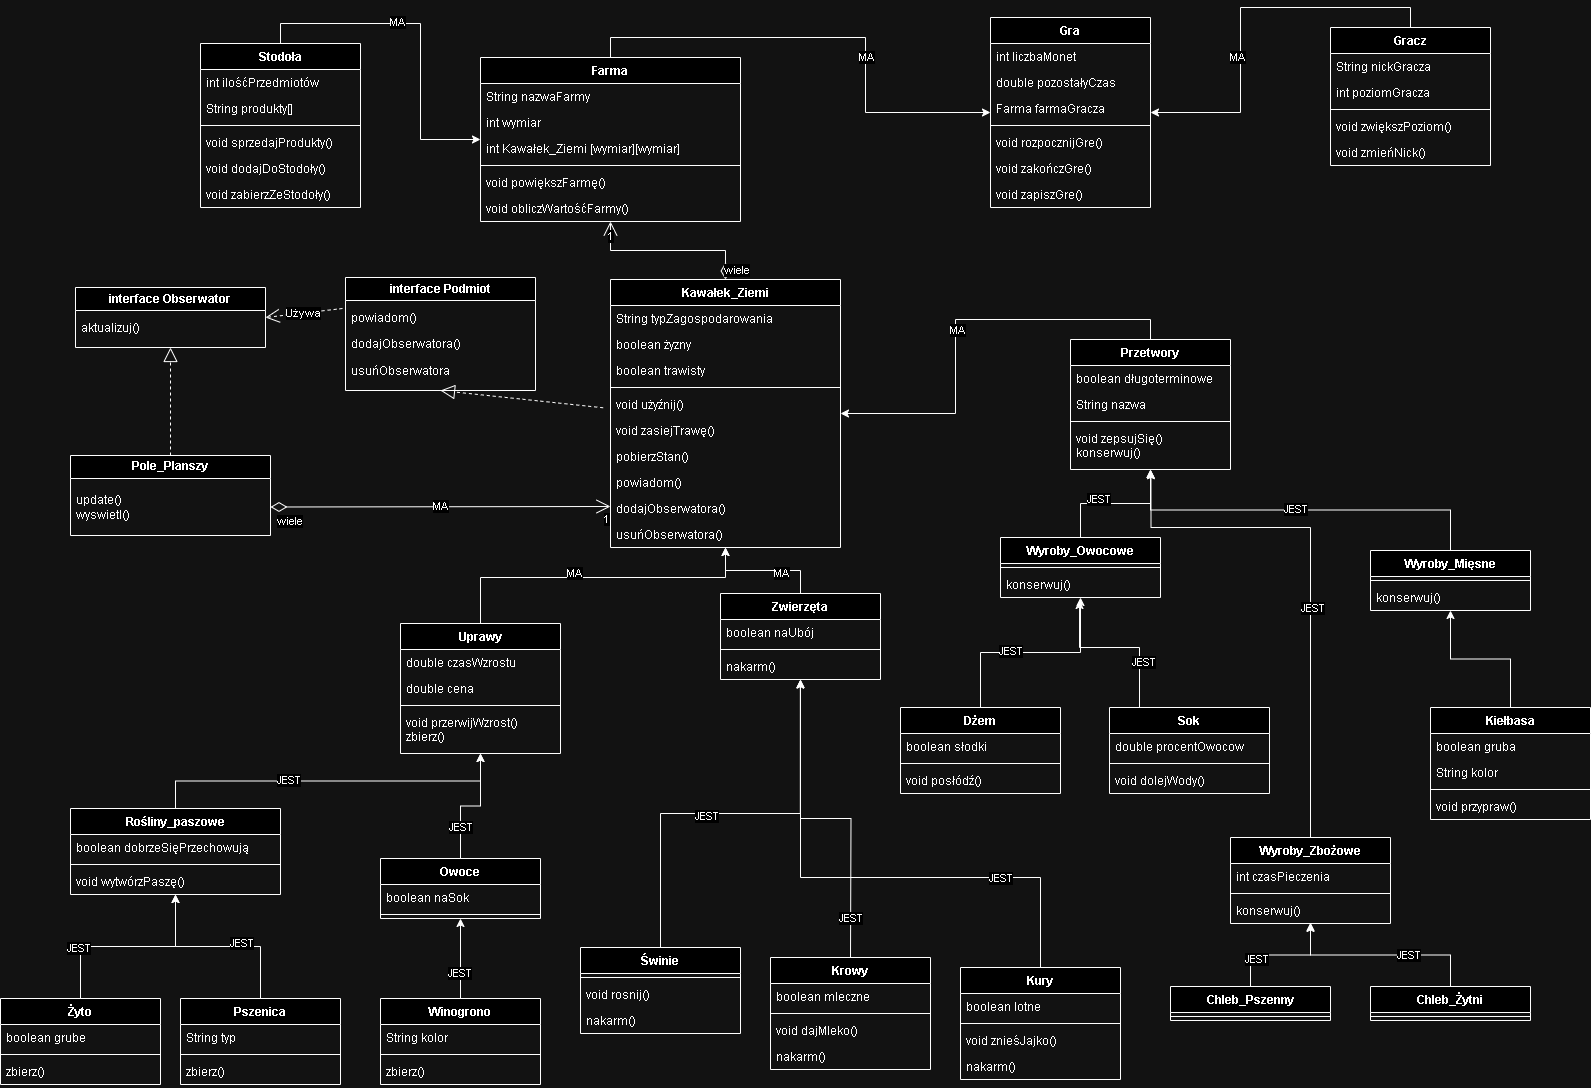 Stodoła
int ilośćPrzedmiotów
String produkty[]
void sprzedajProdukty()
void dodajDoStodoły()
void zabierzZeStodoły()
MA
Farma
String nazwaFarmy
int wymiar
int Kawałek_Ziemi [wymiar][wymiar]
void powiększFarmę()
void obliczWartośćFarmy()
MA
Gra
int liczbaMonet
double pozostałyCzas
Farma farmaGracza
void rozpocznijGre()
void zakończGre()
void zapiszGre()
MA
Gracz
String nickGracza
int poziomGracza
void zwiększPoziom()
void zmieńNick()
1
wiele
interface Obserwator
aktualizuj()
Używa
interface Podmiot
powiadom()
dodajObserwatora()
usuńObserwatora
Kawałek_Ziemi
String typZagospodarowania
boolean żyzny
boolean trawisty
void użyźnij()
void zasiejTrawę()
pobierzStan()
powiadom()
dodajObserwatora()
usuńObserwatora()
MA
Przetwory
boolean długoterminowe
String nazwa
void zepsujSię()
konserwuj()
Pole_Planszy
update()
wyswietl()
wiele
MA
1
JEST
JEST
JEST
Wyroby_Owocowe
konserwuj()
Wyroby_Mięsne
konserwuj()
MA
MA
Uprawy
double czasWzrostu
double cena
void przerwijWzrost()
zbierz()
Zwierzęta
boolean naUbój
nakarm()
JEST
JEST
Dżem
boolean słodki
void posłódź()
Sok
double procentOwocow
void dolejWody()
Kiełbasa
boolean gruba
String kolor
void przypraw()
JEST
JEST
Rośliny_paszowe
boolean dobrzeSięPrzechowują
void wytwórzPaszę()
Owoce
boolean naSok
JEST
JEST
JEST
Wyroby_Zbożowe
int czasPieczenia
konserwuj()
JEST
JEST
JEST
JEST
JEST
Żyto
boolean grube
zbierz()
Pszenica
String typ
zbierz()
Winogrono
String kolor
zbierz()
Świnie
void rosnij()
nakarm()
Krowy
boolean mleczne
void dajMleko()
nakarm()
Kury
boolean lotne
void znieśJajko()
nakarm()
Chleb_Pszenny
Chleb_Żytni